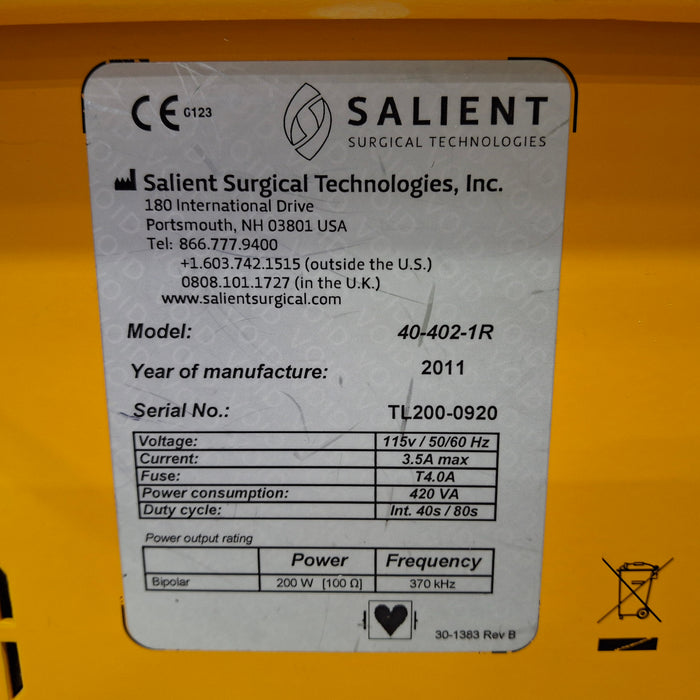 CE 0123
SALIENT
SURGICAL TECHNOLOGIES
Salient Surgical Technologies, Inc.
180 International Drive
Portsmouth, NH 03801 USA
Tel: 866.777.9400
+1.603.742.1515 (outside the U.S.)
0808.101.1727 (in the U.K.)
www.salientsurgical.com
Model: 40-402-1R
Year of manufacture: 2011
Serial No.: TL200-0920
Voltage: 115v / 50/60 Hz
Current: 3.5A max
Fuse: T4.0A
Power consumption: 420 VA
Duty cycle: Int. 40s / 80s
Power output rating
Power Frequency
Bipolar 200 W [100 Ω] 370 kHz
30-1383 Rev B